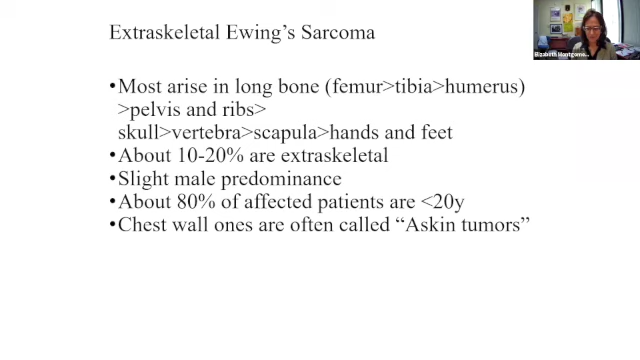 Extraskeletal Ewing's Sarcoma
•Most arise in long bone (femur>tibia>humerus)
>pelvis and ribs>
skull>vertebra>scapula>hands and feet
•About 10-20% are extraskeletal
•Slight male predominance
•About 80% of affected patients are <20y
•Chest wall ones are often called “Askin tumors”
Elizabeth Montgome...